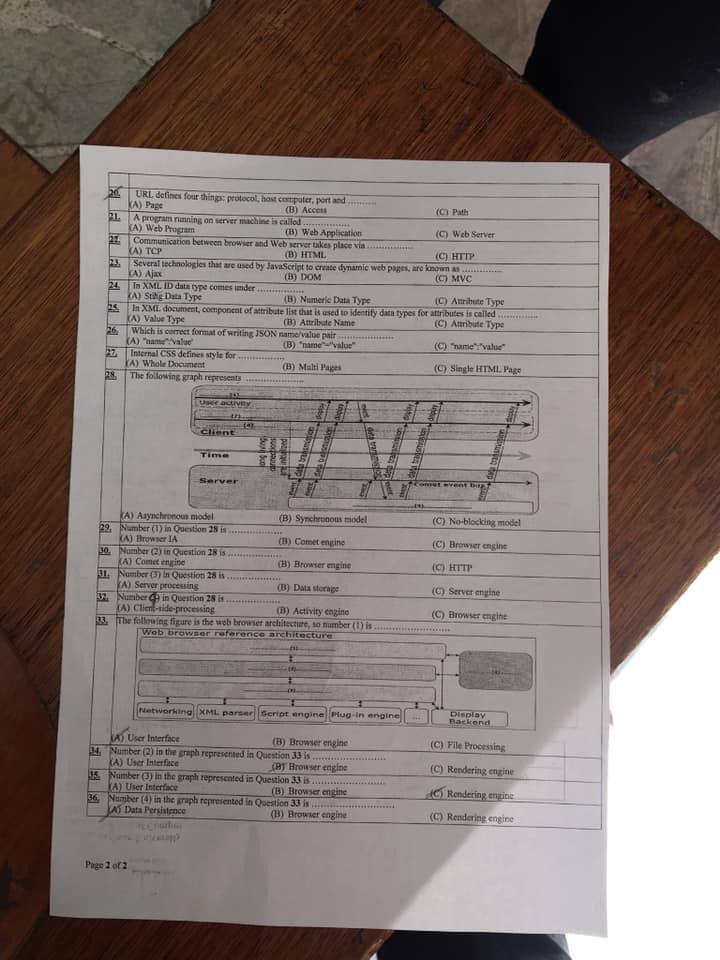 20. URL defines four things: protocol, host computer, port and ..........
(A) Page (B) Access (C) Path
21. A program running on server machine is called ................
(A) Web Program (B) Web Application (C) Web Server
22. Communication between browser and Web server takes place via ................
(A) TCP (B) HTML (C) HTTP
23. Several technologies that are used by JavaScript to create dynamic web pages, are known as ..............
(A) Ajax (B) DOM (C) MVC
24. In XML ID data type comes under ................
(A) String Data Type (B) Numeric Data Type (C) Attribute Type
25. In XML document, component of attribute list that is used to identify data types for attributes is called ..............
(A) Value Type (B) Attribute Name (C) Attribute Type
26. Which is correct format of writing JSON name/value pair ...................
(A) "name":'value' (B) "name"="value" (C) "name":"value"
27. Internal CSS defines style for ................
(A) Whole Document (B) Multi Pages (C) Single HTML Page
28. The following graph represents ....................
User activity
Client
Time
Server
long living connections are initialized
data transmission
display
event
Comet event bus
(A) Asynchronous model (B) Synchronous model (C) No-blocking model
29. Number (1) in Question 28 is ..................
(A) Browser IA (B) Comet engine (C) Browser engine
30. Number (2) in Question 28 is ..................
(A) Comet engine (B) Browser engine (C) HTTP
31. Number (3) in Question 28 is ..................
(A) Server processing (B) Data storage (C) Server engine
32. Number 4) in Question 28 is ..................
(A) Client-side-processing (B) Activity engine (C) Browser engine
33. The following figure is the web browser architecture, so number (1) is .........................
Web browser reference architecture
Networking XML parser Script engine Plug-in engine ... Display Backend
(A) User Interface (B) Browser engine (C) File Processing
34. Number (2) in the graph represented in Question 33 is ........................
(A) User Interface (B) Browser engine (C) Rendering engine
35. Number (3) in the graph represented in Question 33 is ........................
(A) User Interface (B) Browser engine (C) Rendering engine
36. Number (4) in the graph represented in Question 33 is ...........................
(A) Data Persistence (B) Browser engine (C) Rendering engine
Page 2 of 2